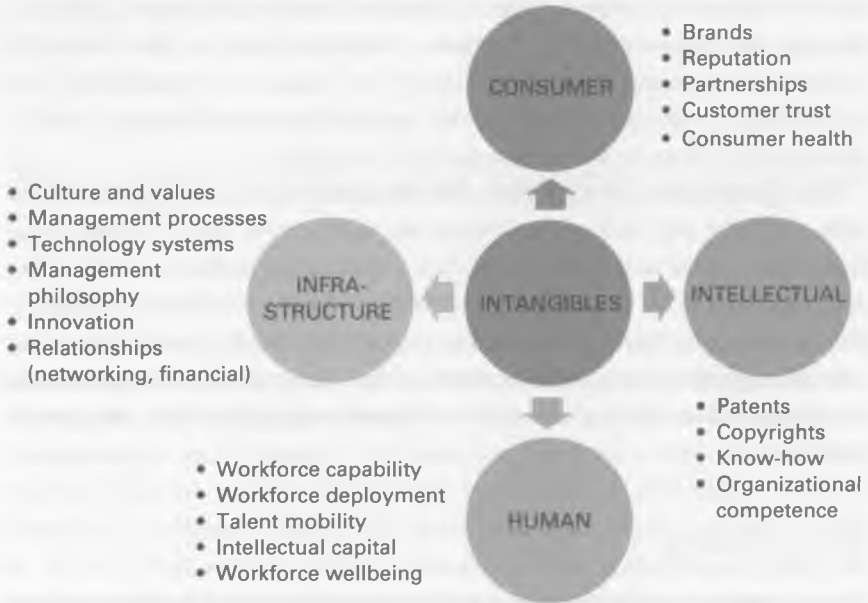 CONSUMER
• Brands
• Reputation
• Partnerships
• Customer trust
• Consumer health
• Culture and values
• Management processes
• Technology systems
• Management
philosophy
• Innovation
• Relationships
(networking, financial)
INFRA-
STRUCTURE
INTANGIBLES
INTELLECTUAL
• Patents
• Copyrights
• Know-how
• Organizational
competence
• Workforce capability
• Workforce deployment
• Talent mobility
• Intellectual capital
• Workforce wellbeing
HUMAN